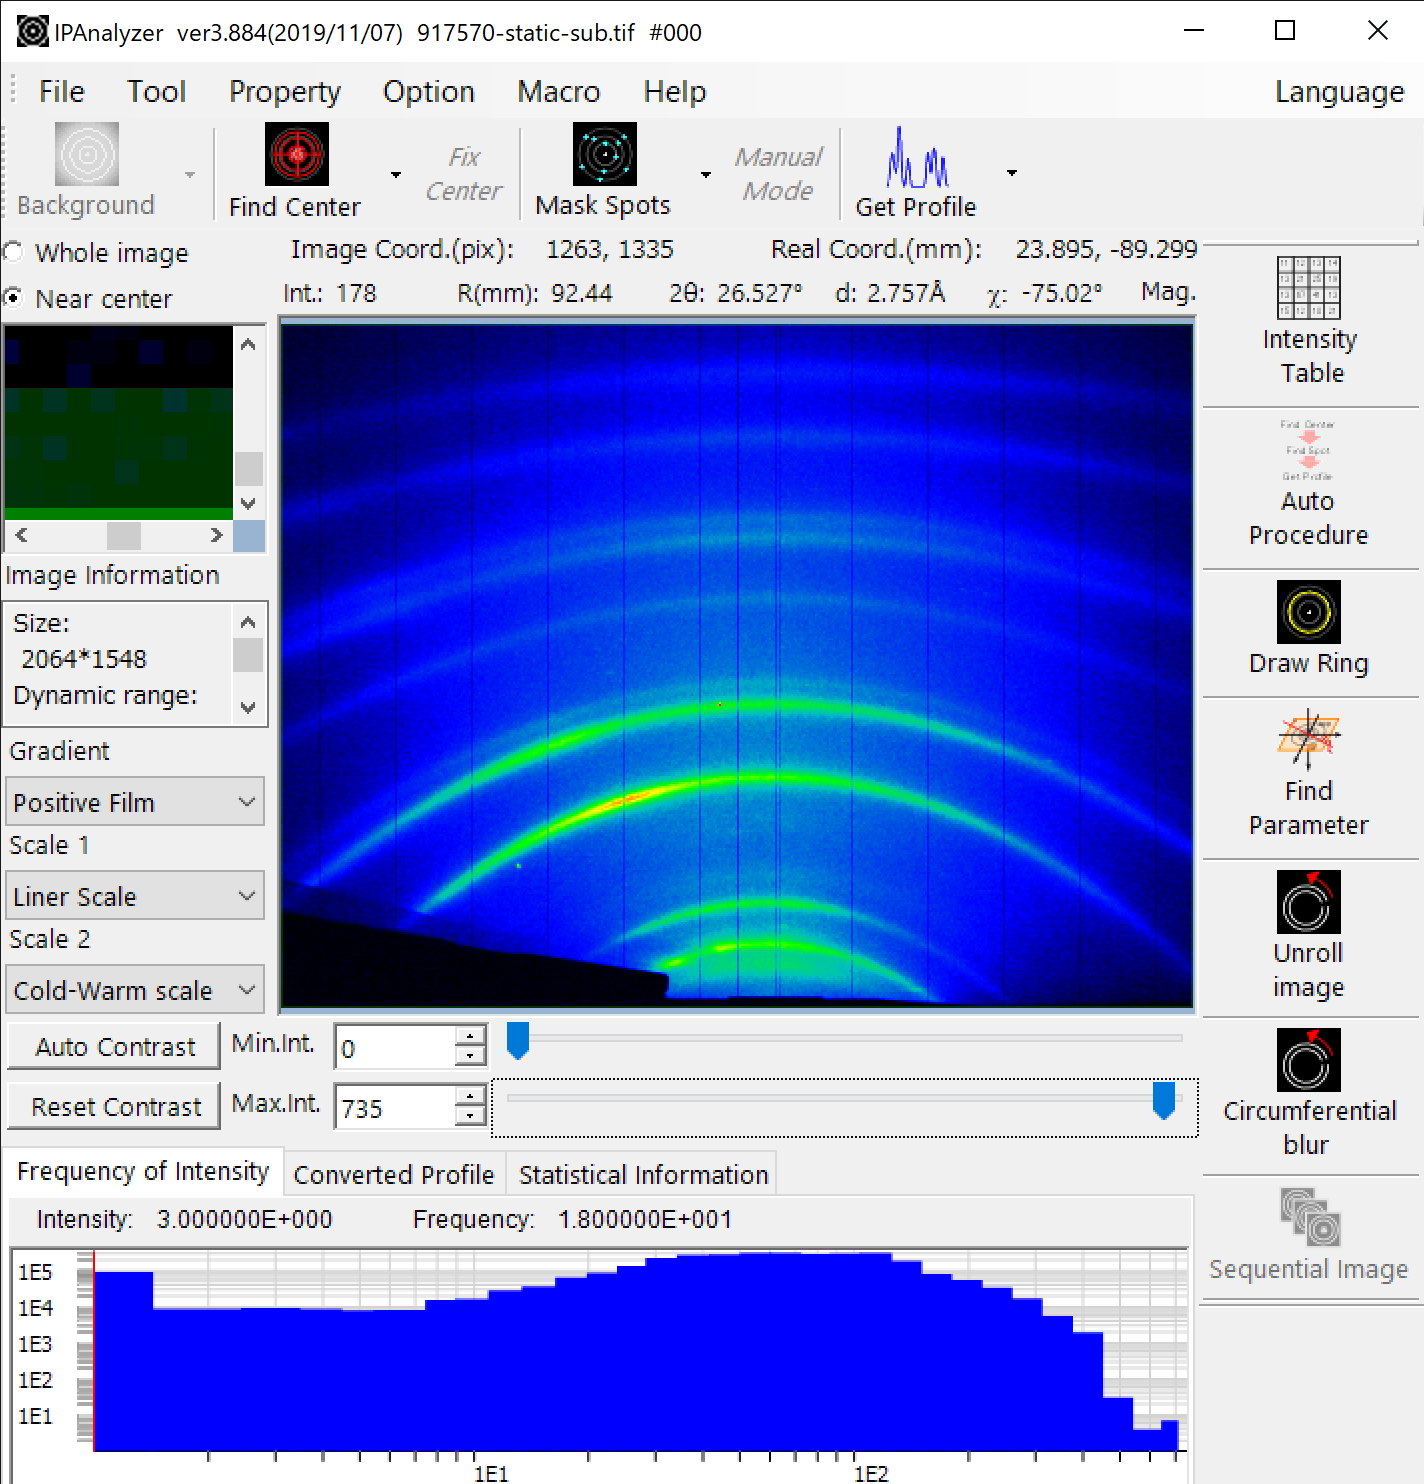 IPAnalyzer ver3.884(2019/11/07) 917570-static-sub.tif #000
File Tool Property Option Macro Help Language
Background Find Center Fix Center Mask Spots Manual Mode Get Profile
Whole image
Near center
Image Coord.(pix): 1263, 1335 Real Coord.(mm): 23.895, -89.299
Int.: 178 R(mm): 92.44 2θ: 26.527° d: 2.757Å χ: -75.02° Mag.
Image Information
Size:
2064*1548
Dynamic range:
Gradient
Positive Film
Scale 1
Liner Scale
Scale 2
Cold-Warm scale
Intensity
Table
Find Center
Find Spot
Get Profile
Auto
Procedure
Draw Ring
Find
Parameter
Unroll
image
Circumferential
blur
Sequential Image
Auto Contrast Min.Int. 0
Reset Contrast Max.Int. 735
Frequency of Intensity Converted Profile Statistical Information
Intensity: 3.000000E+000 Frequency: 1.800000E+001
1E5
1E4
1E3
1E2
1E1
1E1 1E2